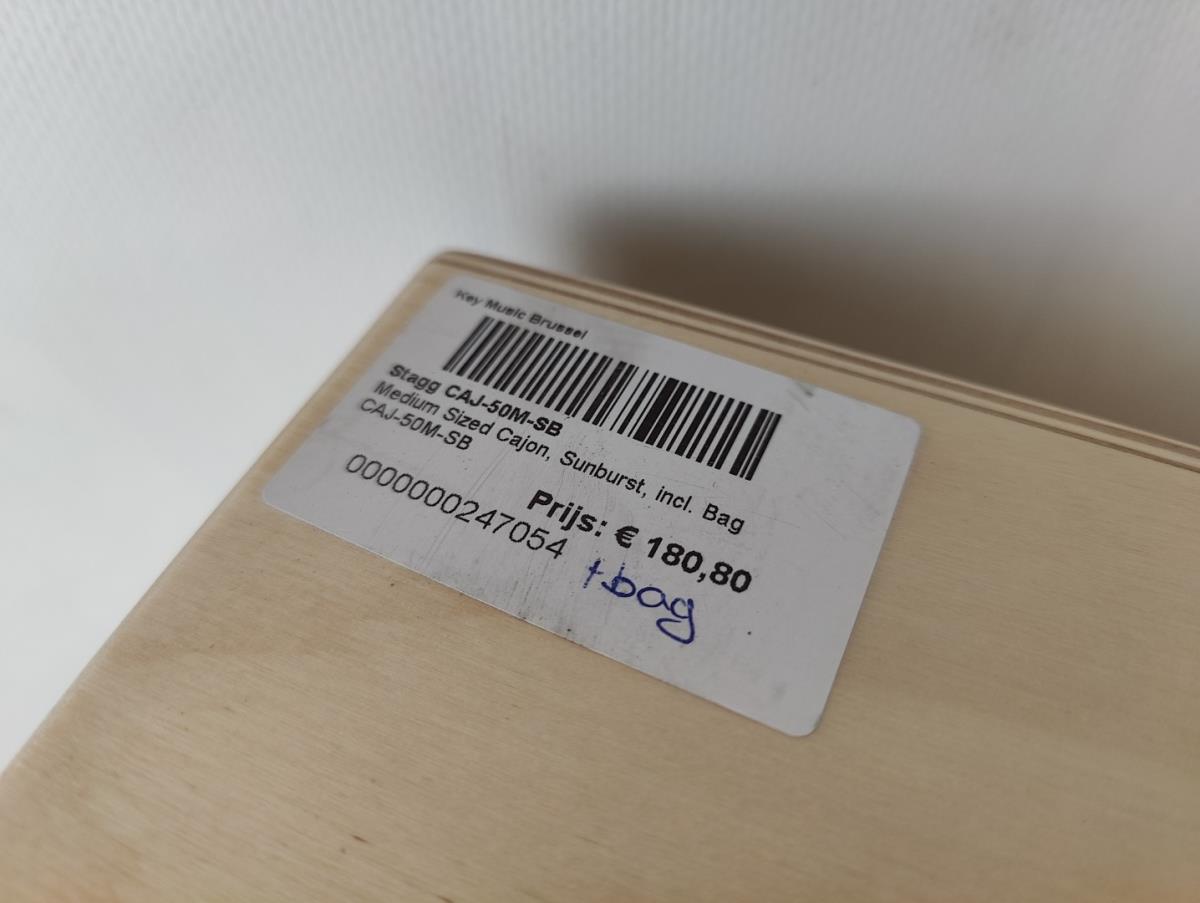 Key Music Brussel
Stagg CAJ-50M-SB
Medium Sized Cajon, Sunburst, incl. Bag
CAJ-50M-SB
Prijs: € 180,80
0000000247054
+bag